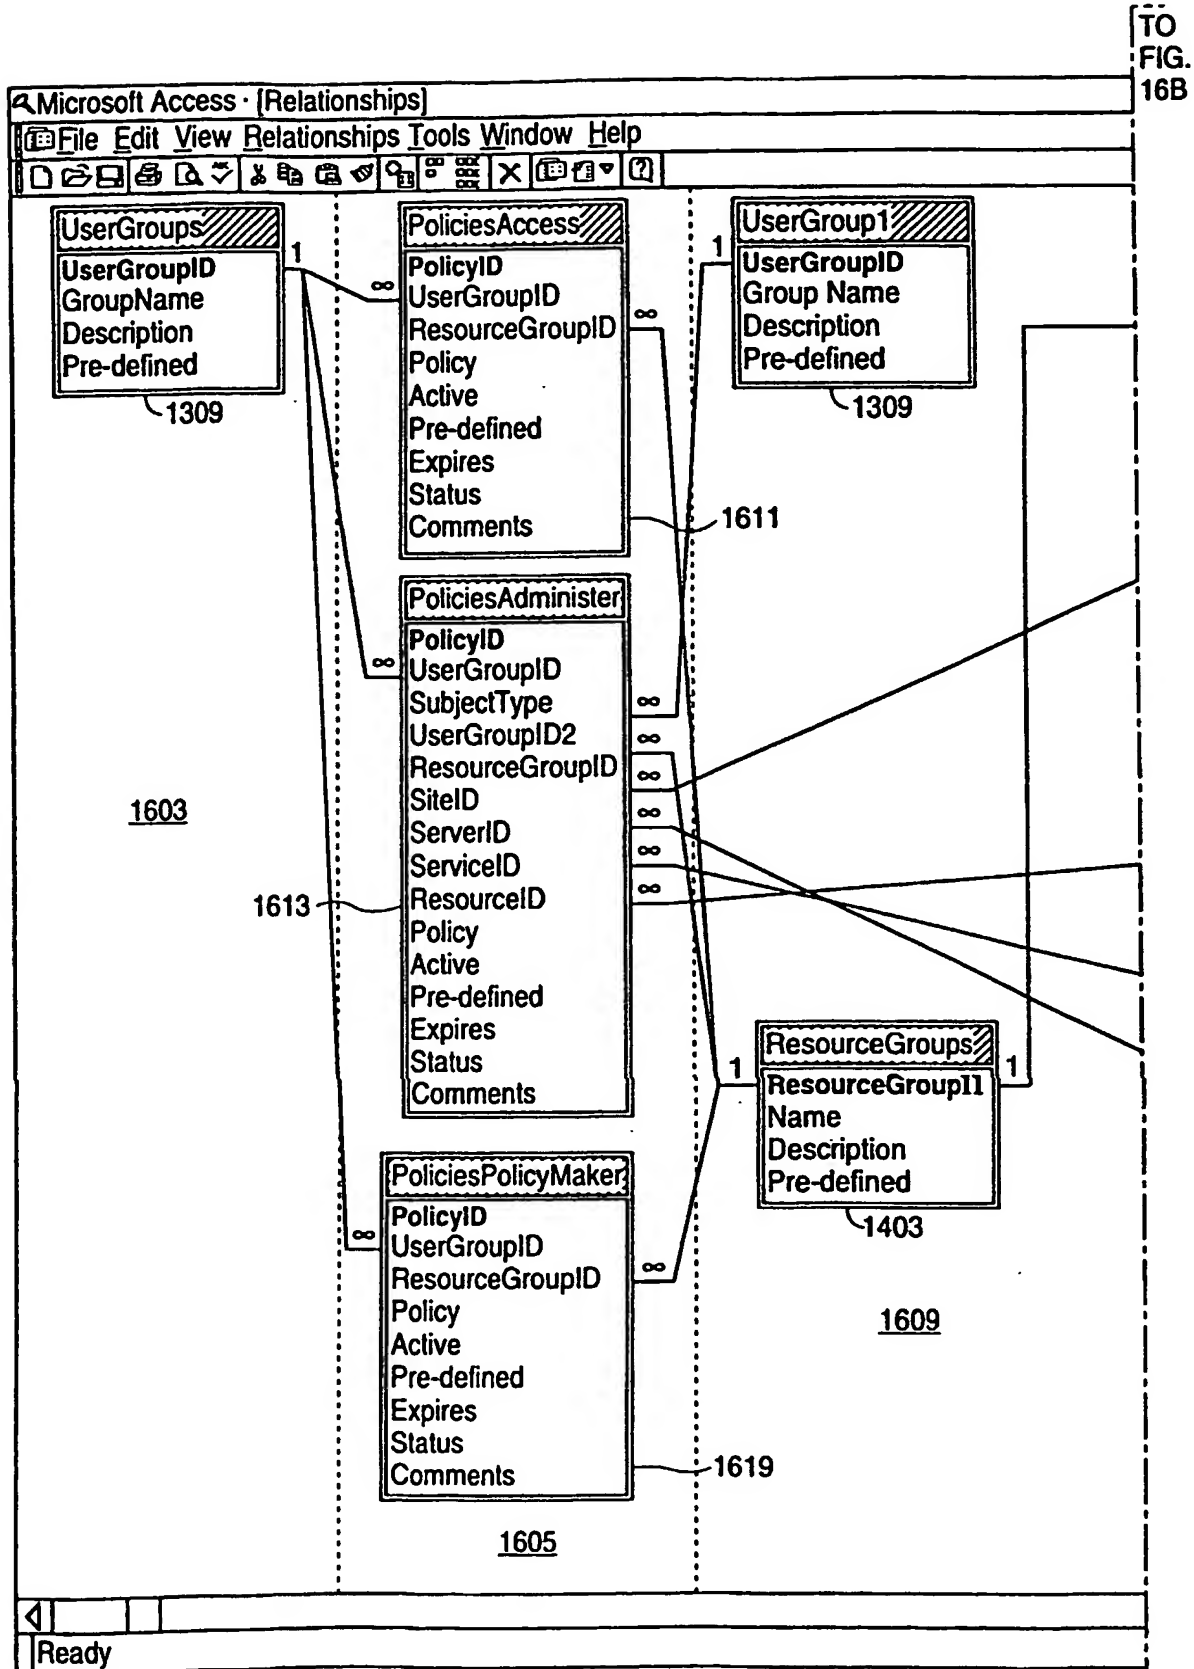 TO
FIG.
16B
Microsoft Access · [Relationships]
File Edit View Relationships Tools Window Help
UserGroups
UserGroupID
GroupName
Description
Pre-defined
1309
1
∞
PoliciesAccess
PolicyID
UserGroupID
ResourceGroupID
Policy
Active
Pre-defined
Expires
Status
Comments
1611
∞
1
UserGroup1
UserGroupID
Group Name
Description
Pre-defined
1309
PoliciesAdminister
PolicyID
UserGroupID
SubjectType
UserGroupID2
ResourceGroupID
SiteID
ServerID
ServiceID
ResourceID
Policy
Active
Pre-defined
Expires
Status
Comments
∞
∞
∞
∞
∞
∞
∞
1603
1613
ResourceGroups
ResourceGroupI1
Name
Description
Pre-defined
1
1
1403
PoliciesPolicyMaker
PolicyID
UserGroupID
ResourceGroupID
Policy
Active
Pre-defined
Expires
Status
Comments
∞
∞
1619
1609
1605
Ready